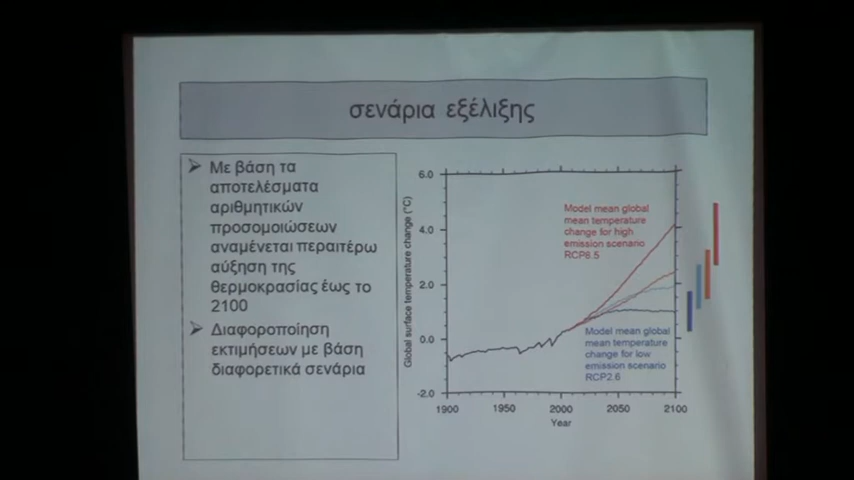 σενάρια εξέλιξης
Με βάση τα
αποτελέσματα
αριθμητικών
προσομοιώσεων
αναμένεται περαιτέρω
αύξηση της
θερμοκρασίας έως το
2100
Διαφοροποίηση
εκτιμήσεων με βάση
διαφορετικά σενάρια
Global surface temperature change (°C)
6.0
4.0
2.0
0.0
-2.0
Model mean global
mean temperature
change for high
emission scenario
RCP8.5
Model mean global
mean temperature
change for low
emission scenario
RCP2.6
1900
1950
2000
2050
2100
Year